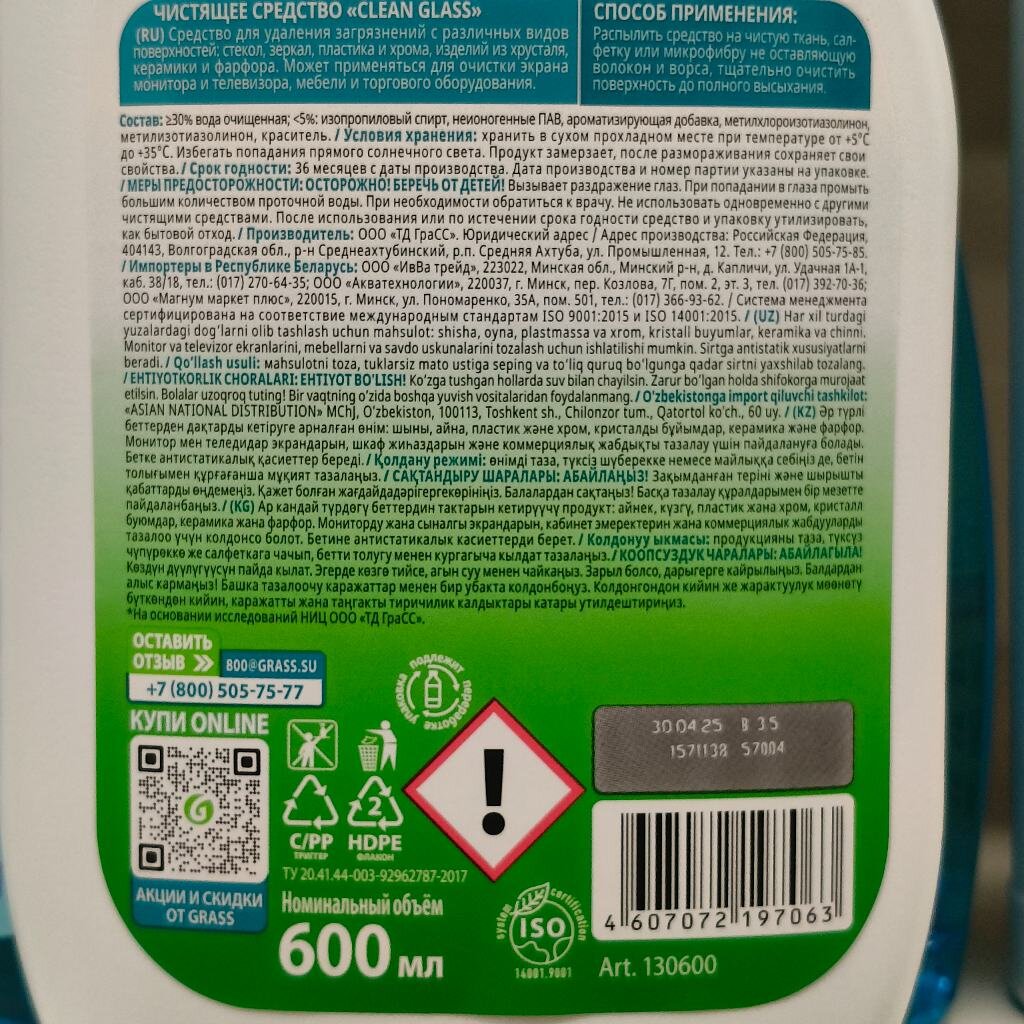 ЧИСТЯЩЕЕ СРЕДСТВО «CLEAN GLASS»
(RU) Средство для удаления загрязнений с различных видов
поверхностей: стекол, зеркал, пластика и хрома, изделий из хрусталя,
керамики и фарфора. Может применяться для очистки экрана
монитора и телевизора, мебели и торгового оборудования.
СПОСОБ ПРИМЕНЕНИЯ:
Распылить средство на чистую ткань, сал-
фетку или микрофибру не оставляющую
волокон и ворса, тщательно очистить
поверхность до полного высыхания.
Состав: ≥30% вода очищенная; <5%: изопропиловый спирт, неионогенные ПАВ, ароматизирующая добавка, метилхлороизотиазолинон,
метилизотиазолинон, краситель. / Условия хранения: хранить в сухом прохладном месте при температуре от +5°С
до +35°С. Избегать попадания прямого солнечного света. Продукт замерзает, после размораживания сохраняет свои
свойства. / Срок годности: 36 месяцев с даты производства. Дата производства и номер партии указаны на упаковке.
/ МЕРЫ ПРЕДОСТОРОЖНОСТИ: ОСТОРОЖНО! БЕРЕЧЬ ОТ ДЕТЕЙ! Вызывает раздражение глаз. При попадании в глаза промыть
большим количеством проточной воды. При необходимости обратиться к врачу. Не использовать одновременно с другими
чистящими средствами. После использования или по истечении срока годности средство и упаковку утилизировать,
как бытовой отход. / Производитель: ООО «ТД ГраСС». Юридический адрес / Адрес производства: Российская Федерация,
404143, Волгоградская обл., р-н Среднеахтубинский, р.п. Средняя Ахтуба, ул. Промышленная, 12. Тел.: +7 (800) 505-75-85.
/ Импортеры в Республике Беларусь: ООО «ИвВа трейд», 223022, Минская обл., Минский р-н, д. Капличи, ул. Удачная 1А-1,
каб. 38/18, тел.: (017) 270-64-35; ООО «Акватехнологии», 220037, г. Минск, пер. Козлова, 7Г, пом. 2, эт. 3, тел. (017) 392-70-36;
ООО «Магнум маркет плюс», 220015, г. Минск, ул. Пономаренко, 35А, пом. 501, тел.: (017) 366-93-62. / Система менеджмента
сертифицирована на соответствие международным стандартам ISO 9001:2015 и ISO 14001:2015. / (UZ) Har xil turdagi
yuzalardagi dog‘larni olib tashlash uchun mahsulot: shisha, oyna, plastmassa va xrom, kristall buyumlar, keramika va chinni.
Monitor va televizor ekranlarini, mebellarni va savdo uskunalarini tozalash uchun ishlatilishi mumkin. Sirtga antistatik xususiyatlarni
beradi. / Qo‘llash usuli: mahsulotni toza, tuklarsiz mato ustiga seping va to‘liq quruq bo‘lgunga qadar sirtni yaxshilab tozalang.
/ EHTIYOTKORLIK CHORALARI: EHTIYOT BO'LISH! Ko‘zga tushgan hollarda suv bilan chayilsin. Zarur bo‘lgan holda shifokorga murojaat
etilsin. Bolalar uzoqroq tuting! Bir vaqtning o‘zida boshqa yuvish vositalaridan foydalanmang. / O‘zbekistonga import qiluvchi tashkilot:
«ASIAN NATIONAL DISTRIBUTION» MChJ, O‘zbekiston, 100113, Toshkent sh., Chilonzor tum., Qatortol ko‘ch., 60 uy. / (KZ) Әр түрлі
беттерден дақтарды кетіруге арналған өнім: шыны, айна, пластик және хром, кристалды бұйымдар, керамика және фарфор.
Монитор мен теледидар экрандарын, шкаф жиһаздарын және коммерциялық жабдықты тазалау үшін пайдалануға болады.
Бетке антистатикалық қасиеттер береді. / Қолдану режимі: өнімді таза, түксіз шүберекке немесе майлыққа себіңіз де, бетін
толығымен құрғағанша мұқият тазалаңыз. / САҚТАНДЫРУ ШАРАЛАРЫ: АБАЙЛАҢЫЗ! Зақымданған теріні және шырышты
қабаттарды өңдемеңіз. Қажет болған жағдайдадәрігергекөрініңіз. Балалардан сақтаңыз! Басқа тазалау құралдарымен бір мезетте
пайдаланбаңыз. / (KG) Ар кандай түрдөгү беттердин тактарын кетирүүчү продукт: айнек, күзгү, пластик жана хром, кристалл
буюмдар, керамика жана фарфор. Мониторду жана сыналгы экрандарын, кабинет эмеректерин жана коммерциялык жабдууларды
тазалоо үчүн колдонсо болот. Бетине антистатикалык касиеттерди берет. / Колдонуу ыкмасы: продукцияны таза, түксүз
чүпүрөккө же салфеткага чачып, бетти толугу менен кургагыча кылдат тазалаңыз. / КООПСУЗДУК ЧАРАЛАРЫ: АБАЙЛАГЫЛА!
Көздүн дүүлүгүүсүн пайда кылат. Эгерде көзгө тийсе, агын суу менен чайкаңыз. Зарыл болсо, дарыгерге кайрылыңыз. Балдардан
алыс кармаңыз! Башка тазалоочу каражаттар менен бир убакта колдонбоңуз. Колдонгондон кийин же жарактуулук мөөнөтү
бүткөндөн кийин, каражатты жана таңгакты тиричилик калдыктары катары утилдештириңиз.
*На основании исследований НИЦ ООО «ТД ГраСС».
ОСТАВИТЬ
ОТЗЫВ
800@GRASS.SU
+7 (800) 505-75-77
КУПИ ONLINE
АКЦИИ И СКИДКИ
ОТ GRASS
упаковка подлежит переработке
C/PP
ТРИГГЕР
2
HDPE
ФЛАКОН
ТУ 20.41.44-003-92962787-2017
Номинальный объём
600 мл
!
system certification
ISO
14001.9001
30 04 25 В 35
1571138 57004
4 607072 197063
Art. 130600